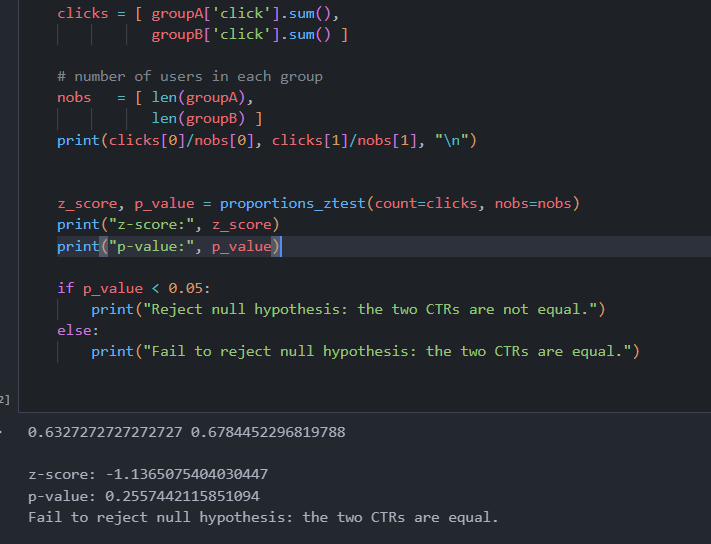 clicks = [ groupA['click'].sum(),
groupB['click'].sum() ]
# number of users in each group
nobs = [ len(groupA),
len(groupB) ]
print(clicks[0]/nobs[0], clicks[1]/nobs[1], "\n")
z_score, p_value = proportions_ztest(count=clicks, nobs=nobs)
print("z-score:", z_score)
print("p-value:", p_value)
if p_value < 0.05:
print("Reject null hypothesis: the two CTRs are not equal.")
else:
print("Fail to reject null hypothesis: the two CTRs are equal.")
2]
0.6327272727272727 0.6784452296819788
z-score: -1.1365075404030447
p-value: 0.2557442115851094
Fail to reject null hypothesis: the two CTRs are equal.